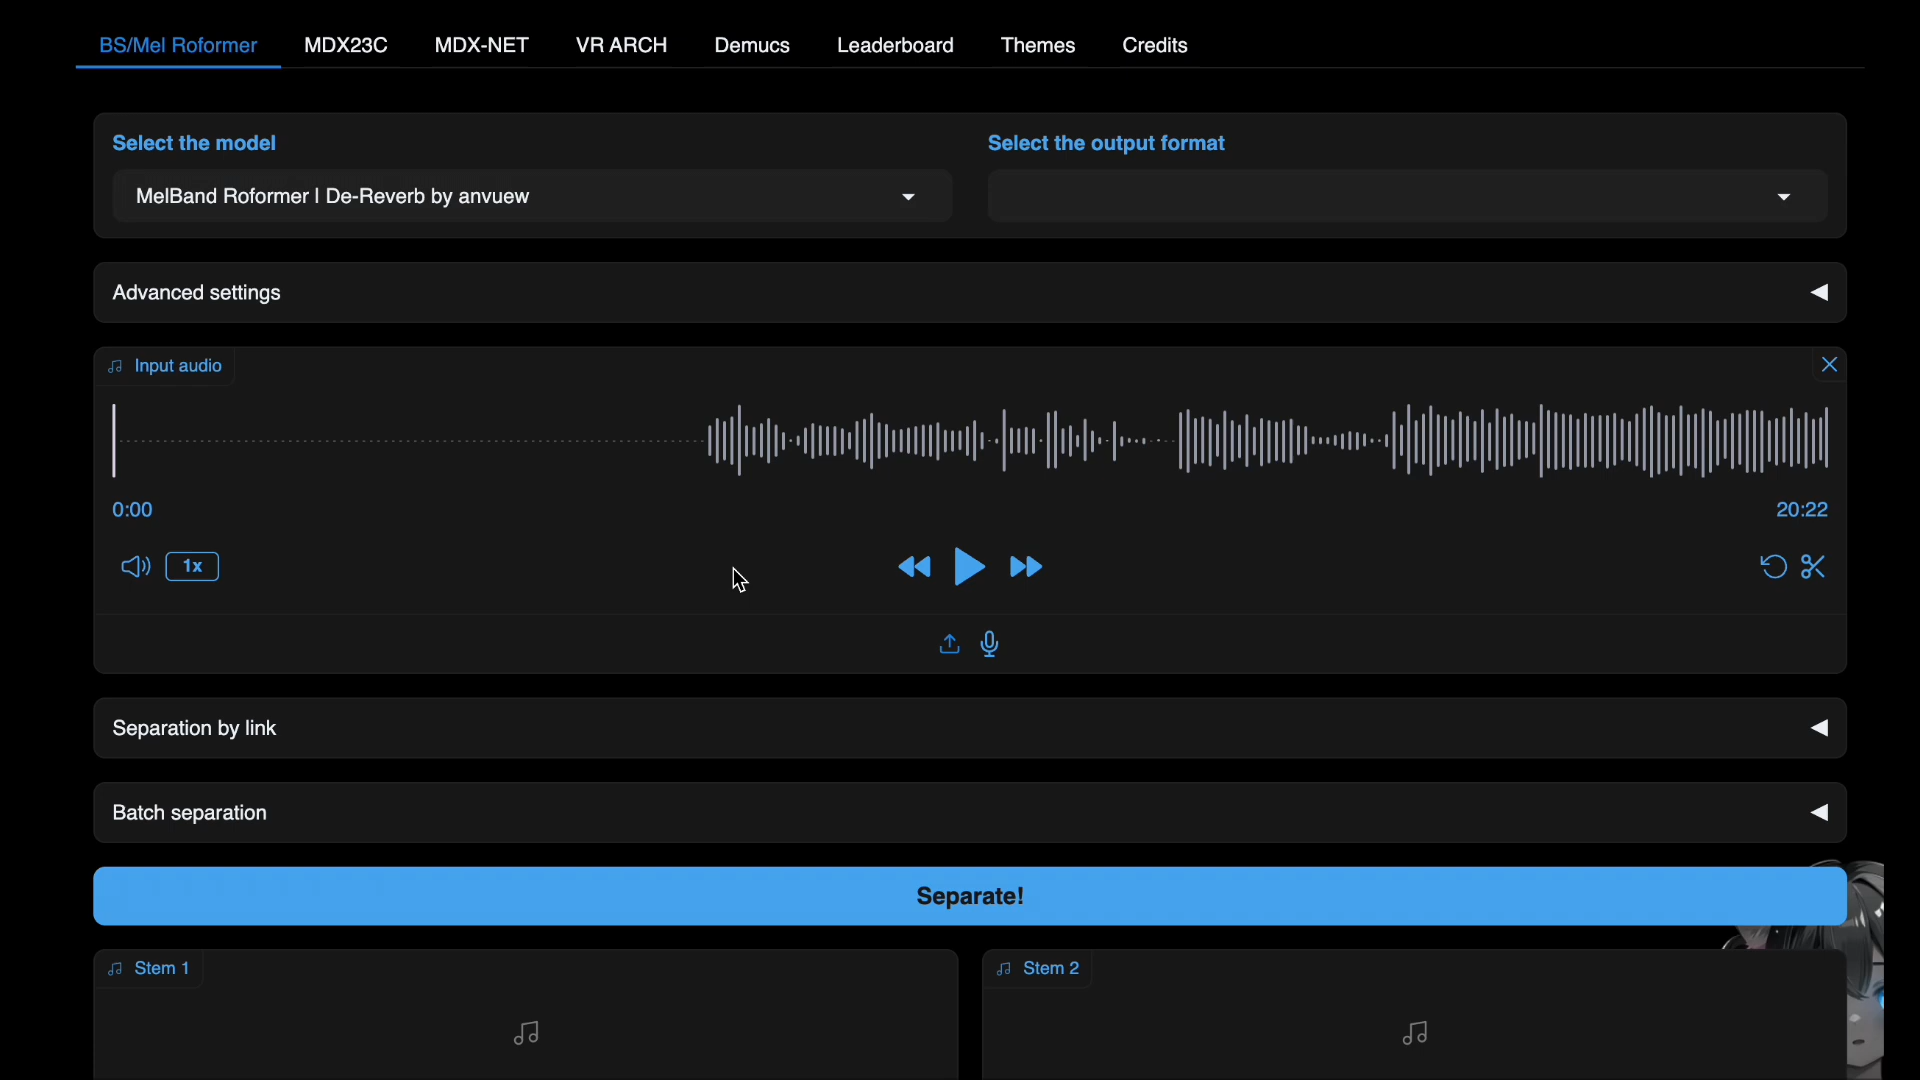 BS/Mel Roformer MDX23C MDX-NET VR ARCH Demucs Leaderboard Themes Credits
Select the model
Select the output format
MelBand Roformer | De-Reverb by anvuew
Advanced settings
Input audio
0:00
20:22
1x
Separation by link
Batch separation
Separate!
Stem 1
Stem 2